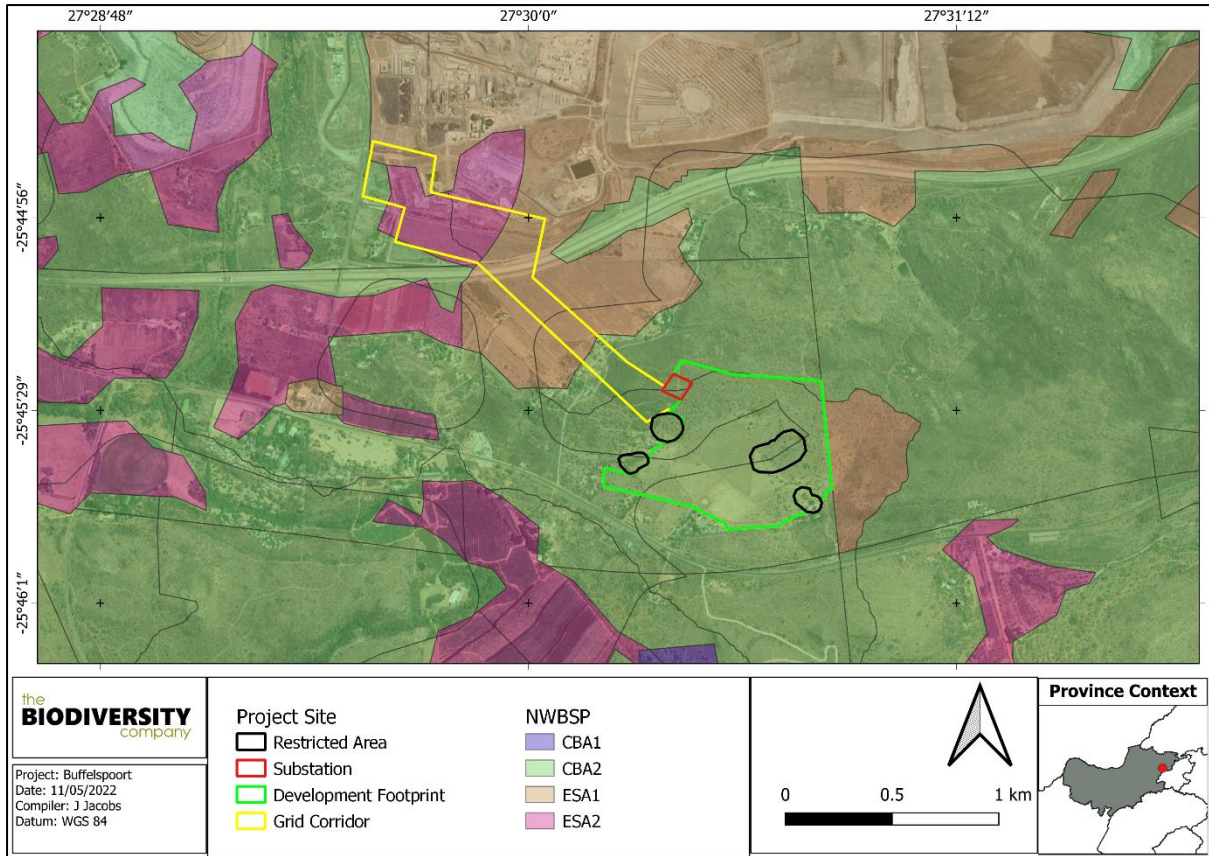 27°28′48″
27°30′0″
27°31′12″
-25°44′56″
-25°45′29″
-25°46′1″
the
BIODIVERSITY
company
Project: Buffelspoort
Date: 11/05/2022
Compiler: J Jacobs
Datum: WGS 84
Project Site
Restricted Area
Substation
Development Footprint
Grid Corridor
NWBSP
CBA1
CBA2
ESA1
ESA2
0
0.5
1 km
Province Context